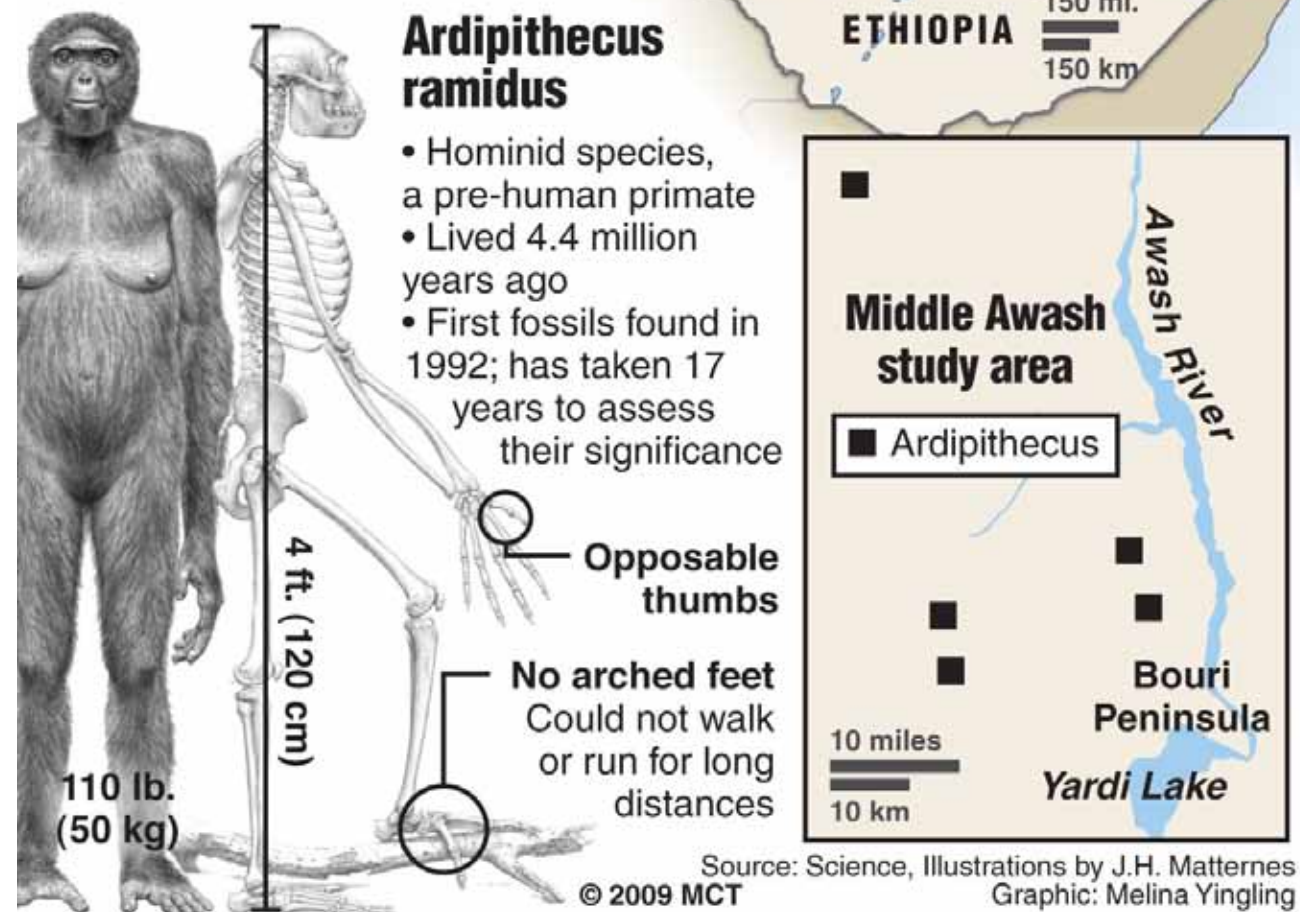 Ardipithecus
ramidus
• Hominid species,
a pre-human primate
• Lived 4.4 million
years ago
• First fossils found in
1992; has taken 17
years to assess
their significance
Opposable
thumbs
No arched feet
Could not walk
or run for long
distances
4 ft. (120 cm)
110 lb.
(50 kg)
ETHIOPIA
150 mi.
150 km
Awash River
Middle Awash
study area
Ardipithecus
Bouri
Peninsula
Yardi Lake
10 miles
10 km
Source: Science, Illustrations by J.H. Matternes
© 2009 MCT
Graphic: Melina Yingling